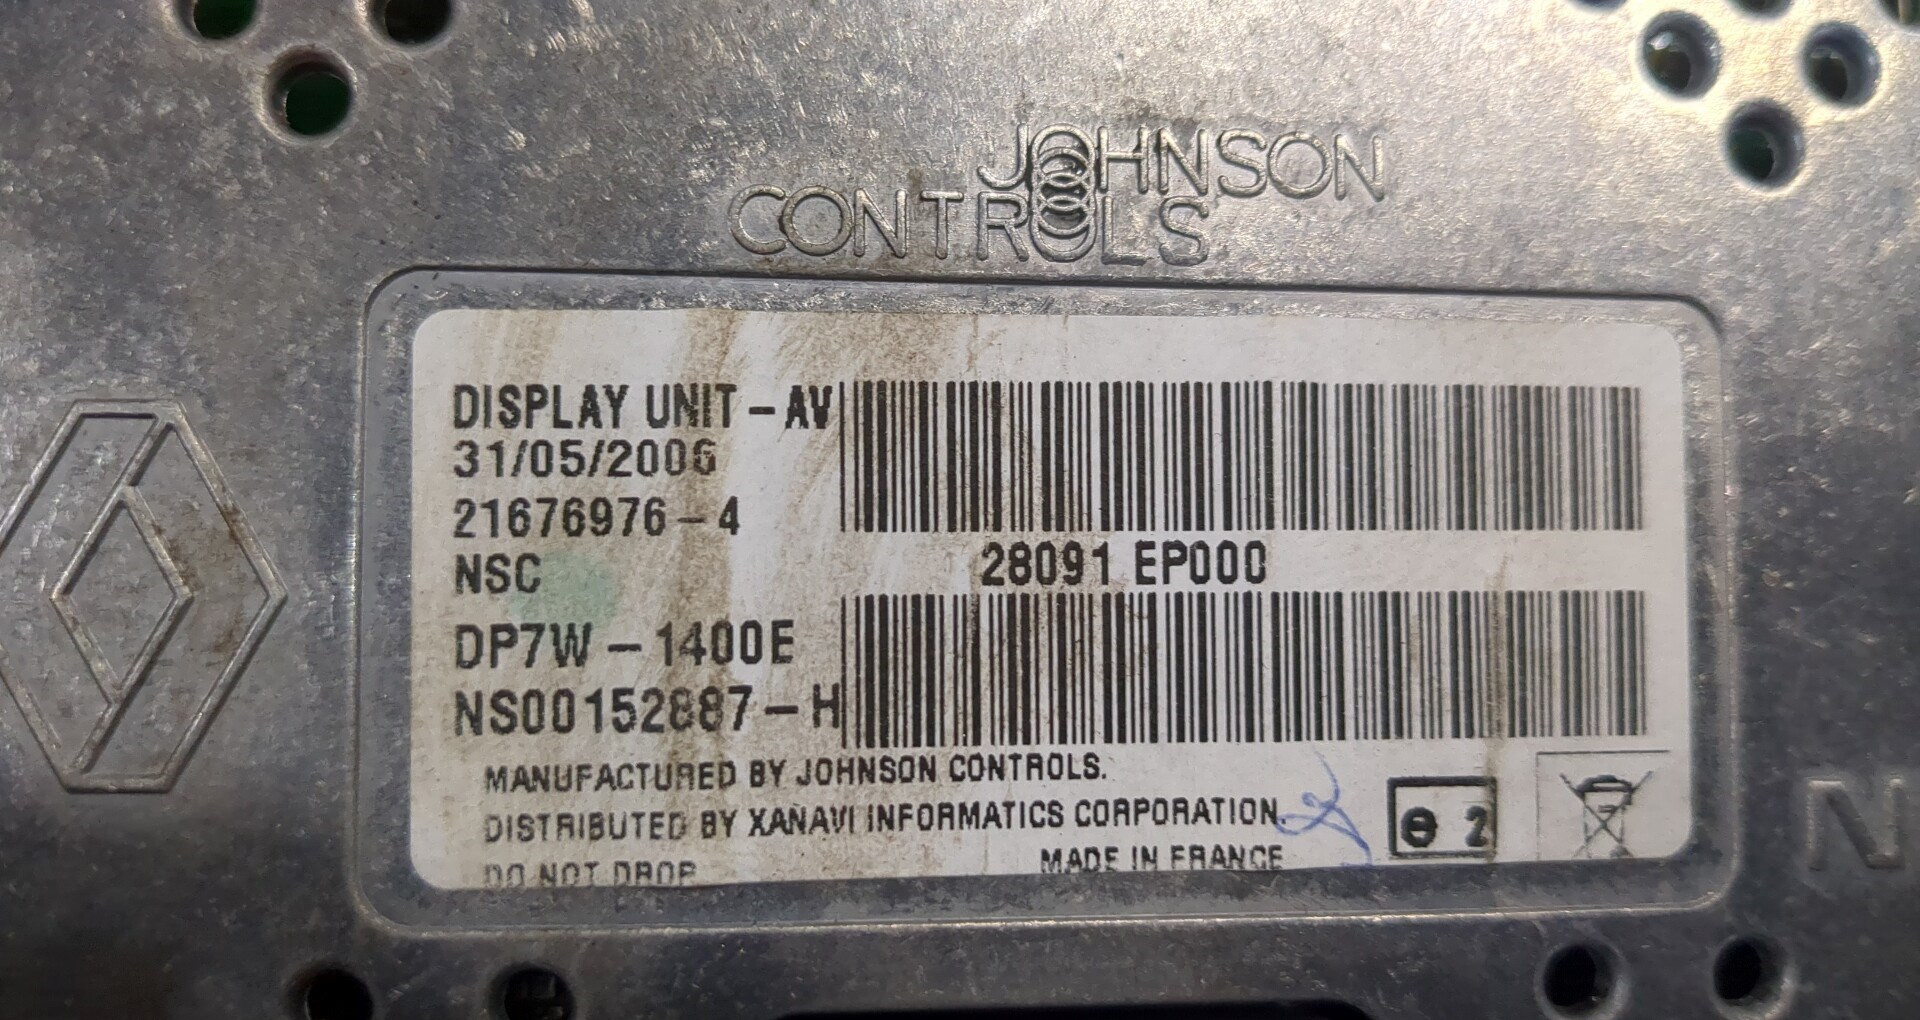 JOHNSON
CONTROLS
DISPLAY UNIT - AV
31/05/2006
21676976 - 4
NSC
28091 EP000
DP7W - 1400E
NS00152887 - H
MANUFACTURED BY JOHNSON CONTROLS.
DISTRIBUTED BY XANAVI INFORMATICS CORPORATION.
DO NOT DROP
MADE IN FRANCE
e 2
N